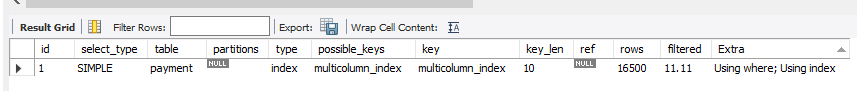 Result Grid Filter Rows: Export: Wrap Cell Content: IA
id select_type table partitions type possible_keys key key_len ref rows filtered Extra
1 SIMPLE payment NULL index multicolumn_index multicolumn_index 10 NULL 16500 11.11 Using where; Using index